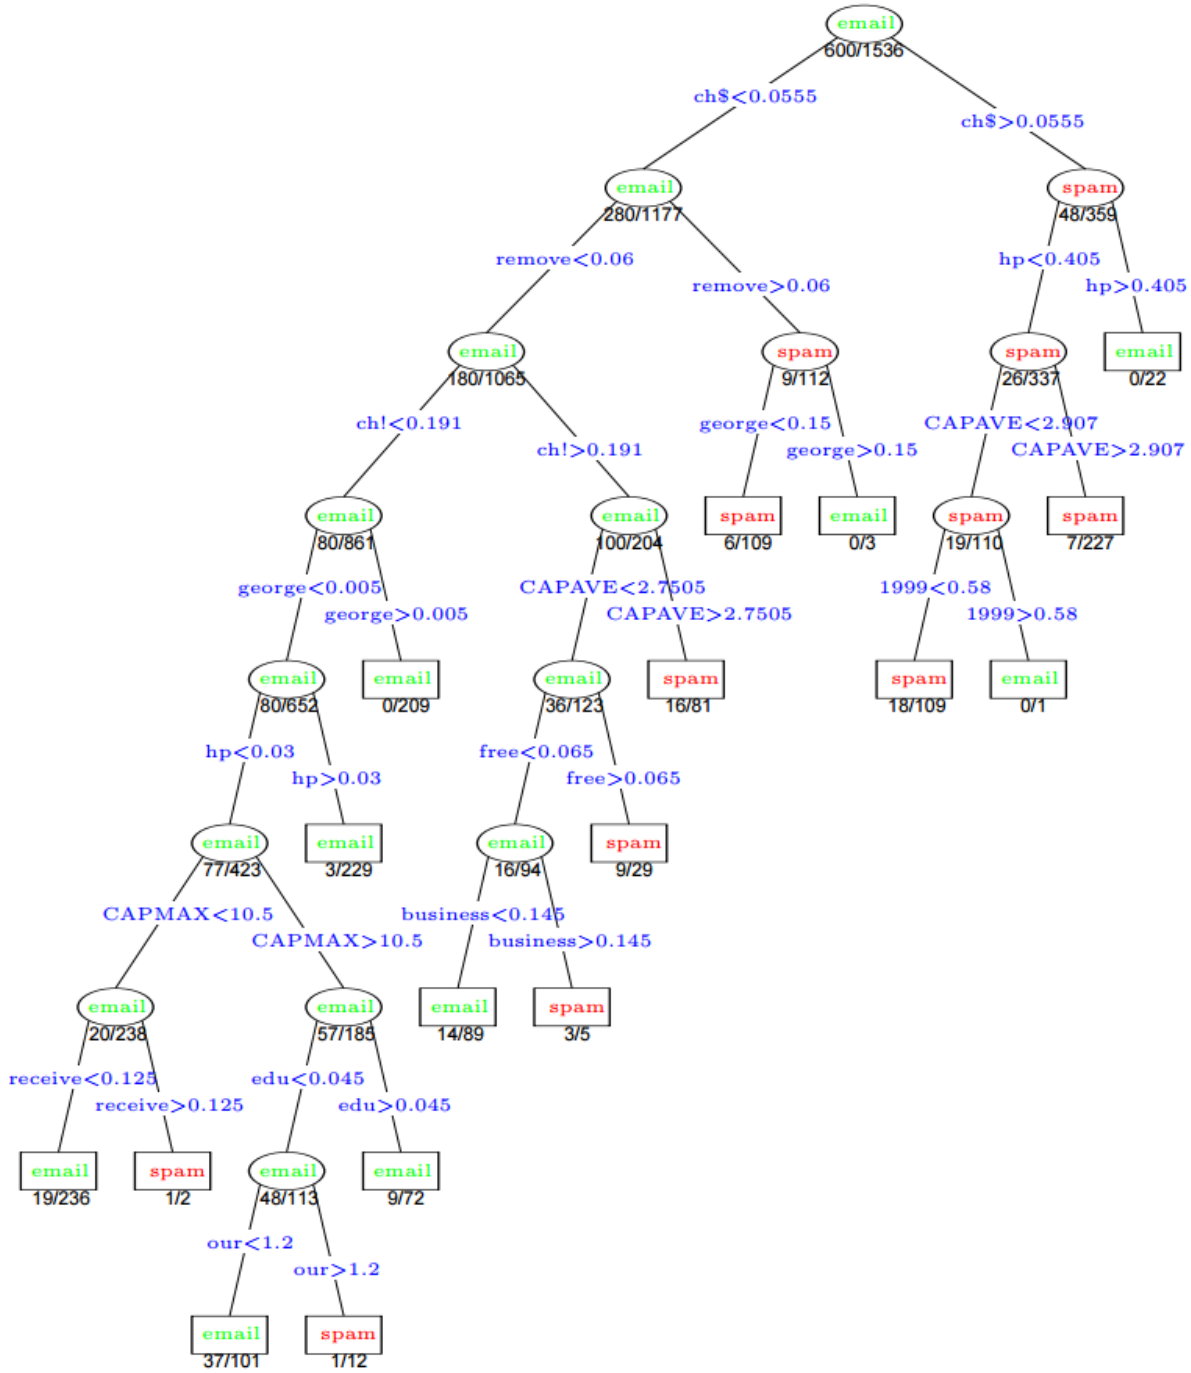 email
600/1536
ch$<0.0555
ch$>0.0555
email
280/1177
spam
48/359
remove<0.06
remove>0.06
hp<0.405
hp>0.405
email
180/1065
spam
9/112
spam
26/337
email
0/22
ch!<0.191
ch!>0.191
george<0.15
george>0.15
CAPAVE<2.907
CAPAVE>2.907
email
80/861
email
100/204
spam
6/109
email
0/3
spam
19/110
spam
7/227
george<0.005
george>0.005
CAPAVE<2.7505
CAPAVE>2.7505
1999<0.58
1999>0.58
email
80/652
email
0/209
email
36/123
spam
16/81
spam
18/109
email
0/1
hp<0.03
hp>0.03
free<0.065
free>0.065
email
77/423
email
3/229
email
16/94
spam
9/29
CAPMAX<10.5
CAPMAX>10.5
business<0.145
business>0.145
email
20/238
email
57/185
email
14/89
spam
3/5
receive<0.125
receive>0.125
edu<0.045
edu>0.045
email
19/236
spam
1/2
email
48/113
email
9/72
our<1.2
our>1.2
email
37/101
spam
1/12